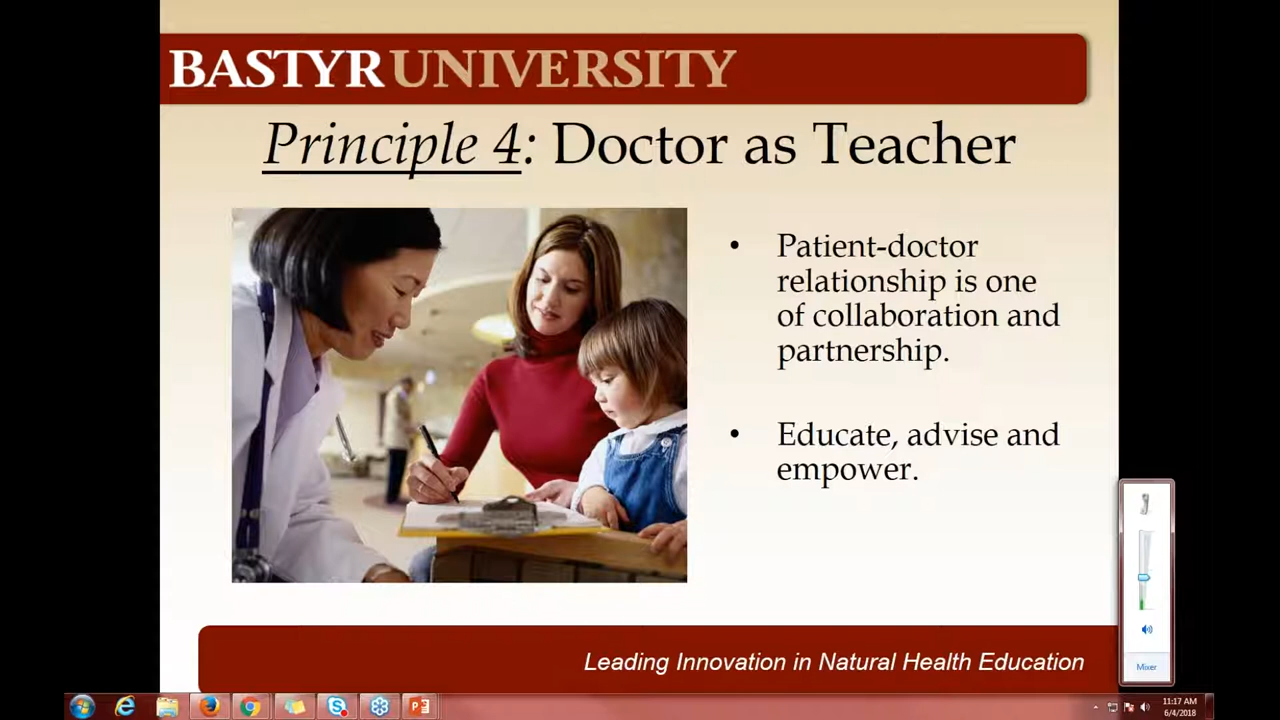 BASTYR UNIVERSITY
Principle 4: Doctor as Teacher
• Patient-doctor
relationship is one
of collaboration and
partnership.
• Educate, advise and
empower.
Leading Innovation in Natural Health Education
Mixer
11:17 AM
6/4/2018